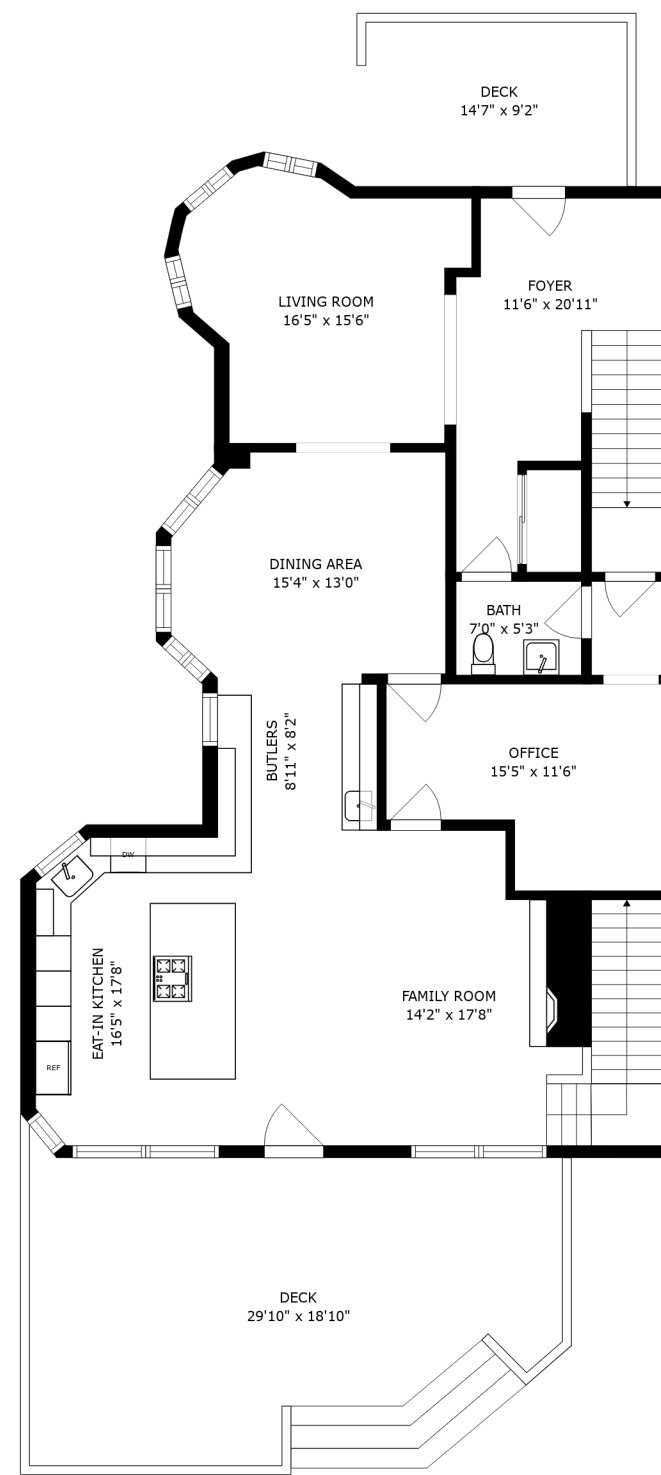 DECK
14'7" x 9'2"
LIVING ROOM
16'5" x 15'6"
FOYER
11'6" x 20'11"
DINING AREA
15'4" x 13'0"
BATH
7'0" x 5'3"
BUTLERS
8'11" x 8'2"
OFFICE
15'5" x 11'6"
DW
EAT-IN KITCHEN
16'5" x 17'8"
FAMILY ROOM
14'2" x 17'8"
REF
DECK
29'10" x 18'10"